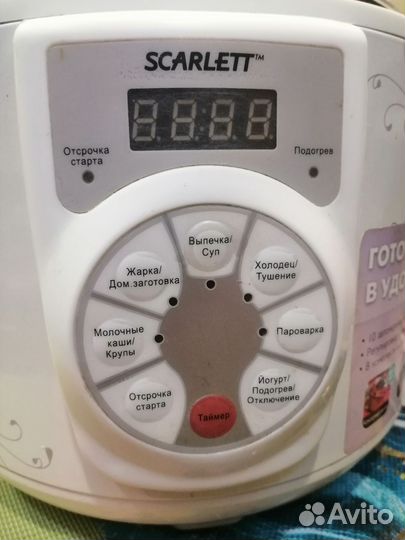 SCARLETT™
Отсрочка
старта
Подогрев
Выпечка/
Суп
Жарка/
Дом.заготовка
Холодец/
Тушение
Молочные
каши/
Крупы
Пароварка
Отсрочка
старта
Йогурт/
Подогрев/
Отключение
Таймер
ГОТО
В УДО
Avito